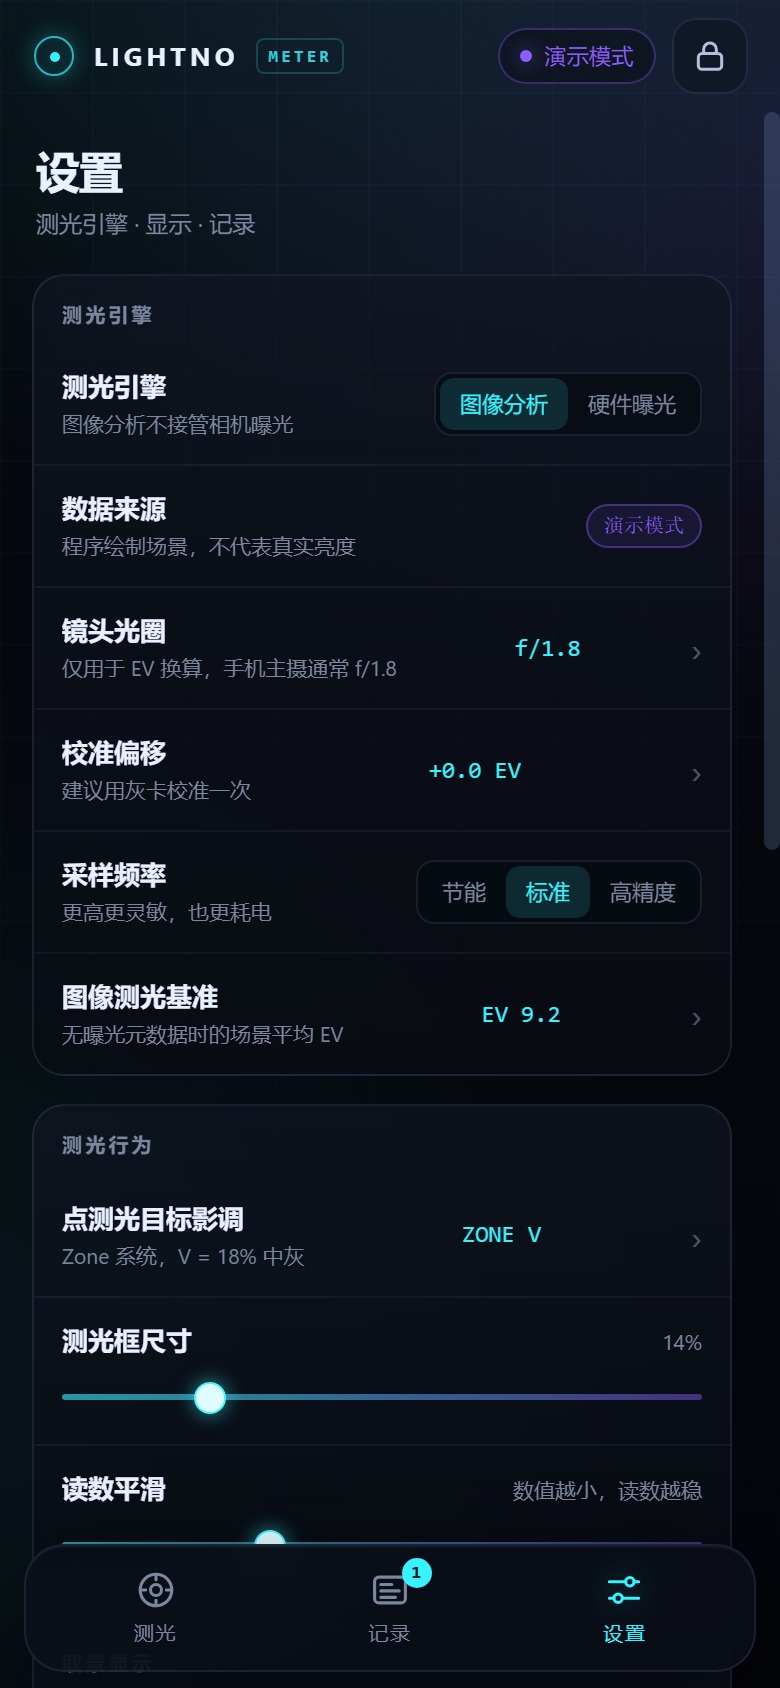 LIGHTNO METER 演示模式
设置
测光引擎 · 显示 · 记录
测光引擎
测光引擎
图像分析不接管相机曝光
图像分析 硬件曝光
数据来源
程序绘制场景，不代表真实亮度
演示模式
镜头光圈
仅用于 EV 换算，手机主摄通常 f/1.8
f/1.8
校准偏移
建议用灰卡校准一次
+0.0 EV
采样频率
更高更灵敏，也更耗电
节能 标准 高精度
图像测光基准
无曝光元数据时的场景平均 EV
EV 9.2
测光行为
点测光目标影调
Zone 系统，V = 18% 中灰
ZONE V
测光框尺寸
14%
读数平滑
数值越小，读数越稳
取景显示
1
测光 记录 设置